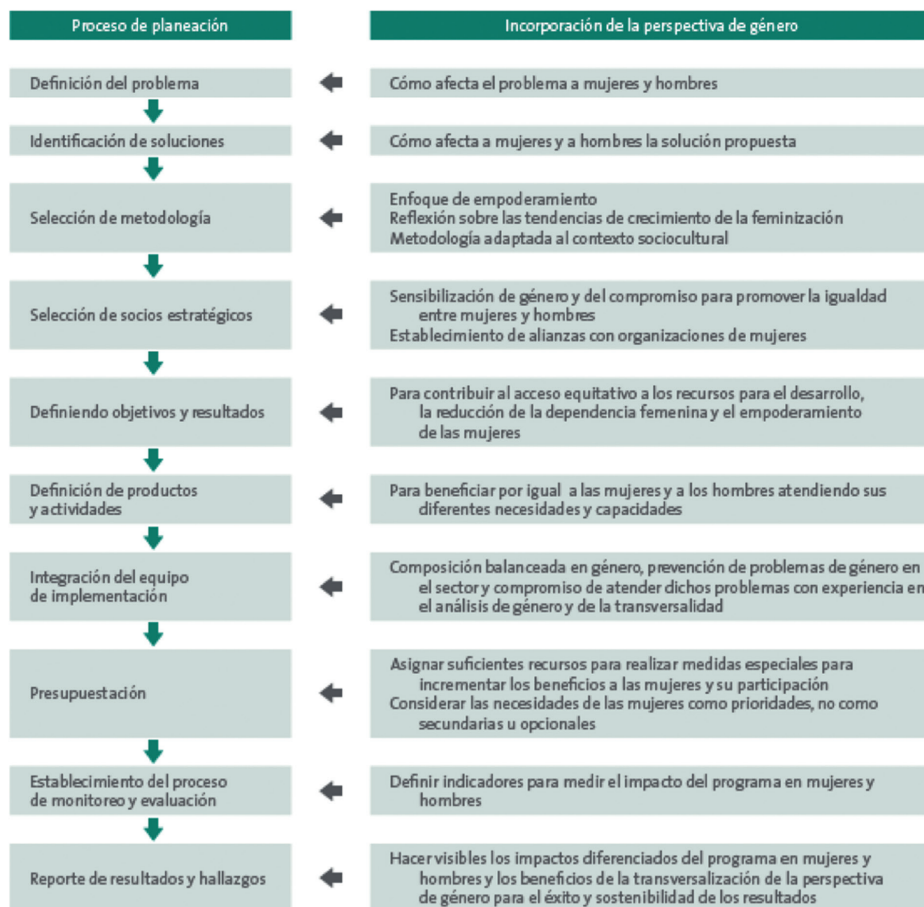 Proceso de planeación
Incorporación de la perspectiva de género
Definición del problema
Cómo afecta el problema a mujeres y hombres
Identificación de soluciones
Cómo afecta a mujeres y a hombres la solución propuesta
Selección de metodología
Enfoque de empoderamiento
Reflexión sobre las tendencias de crecimiento de la feminización
Metodología adaptada al contexto sociocultural
Selección de socios estratégicos
Sensibilización de género y del compromiso para promover la igualdad
entre mujeres y hombres
Establecimiento de alianzas con organizaciones de mujeres
Definiendo objetivos y resultados
Para contribuir al acceso equitativo a los recursos para el desarrollo,
la reducción de la dependencia femenina y el empoderamiento
de las mujeres
Definición de productos
y actividades
Para beneficiar por igual a las mujeres y a los hombres atendiendo sus
diferentes necesidades y capacidades
Integración del equipo
de implementación
Composición balanceada en género, prevención de problemas de género en
el sector y compromiso de atender dichos problemas con experiencia en
el análisis de género y de la transversalidad
Presupuestación
Asignar suficientes recursos para realizar medidas especiales para
incrementar los beneficios a las mujeres y su participación
Considerar las necesidades de las mujeres como prioridades, no como
secundarias u opcionales
Establecimiento del proceso
de monitoreo y evaluación
Definir indicadores para medir el impacto del programa en mujeres y
hombres
Reporte de resultados y hallazgos
Hacer visibles los impactos diferenciados del programa en mujeres y
hombres y los beneficios de la transversalización de la perspectiva
de género para el éxito y sostenibilidad de los resultados